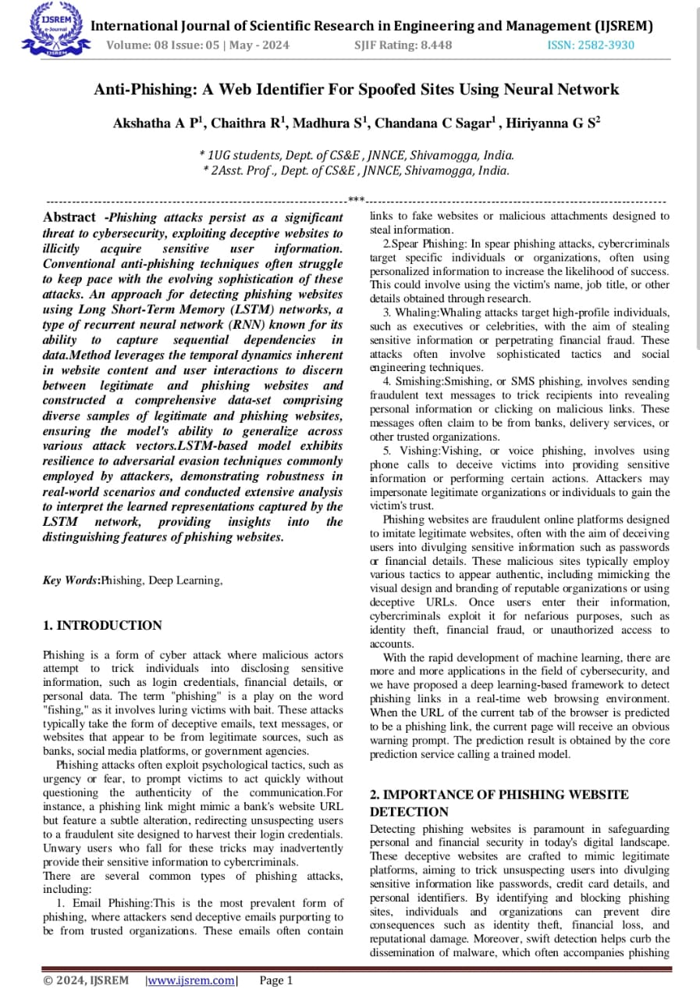 IJSREM
e-Journal
IJSREM
International Journal of Scientific Research in Engineering and Management (IJSREM)
Volume: 08 Issue: 05 | May - 2024 SJIF Rating: 8.448 ISSN: 2582-3930
Anti-Phishing: A Web Identifier For Spoofed Sites Using Neural Network
Akshatha A P1, Chaithra R1, Madhura S1, Chandana C Sagar1 , Hiriyanna G S2
* 1UG students, Dept. of CS&E , JNNCE, Shivamogga, India.
* 2Asst. Prof ., Dept. of CS&E , JNNCE, Shivamogga, India.
------------------------------------------------------------------------***------------------------------------------------------------------------
Abstract -Phishing attacks persist as a significant
threat to cybersecurity, exploiting deceptive websites to
illicitly acquire sensitive user information.
Conventional anti-phishing techniques often struggle
to keep pace with the evolving sophistication of these
attacks. An approach for detecting phishing websites
using Long Short-Term Memory (LSTM) networks, a
type of recurrent neural network (RNN) known for its
ability to capture sequential dependencies in
data.Method leverages the temporal dynamics inherent
in website content and user interactions to discern
between legitimate and phishing websites and
constructed a comprehensive data-set comprising
diverse samples of legitimate and phishing websites,
ensuring the model's ability to generalize across
various attack vectors.LSTM-based model exhibits
resilience to adversarial evasion techniques commonly
employed by attackers, demonstrating robustness in
real-world scenarios and conducted extensive analysis
to interpret the learned representations captured by the
LSTM network, providing insights into the
distinguishing features of phishing websites.
Key Words:Phishing, Deep Learning,
1. INTRODUCTION
Phishing is a form of cyber attack where malicious actors
attempt to trick individuals into disclosing sensitive
information, such as login credentials, financial details, or
personal data. The term "phishing" is a play on the word
"fishing," as it involves luring victims with bait. These attacks
typically take the form of deceptive emails, text messages, or
websites that appear to be from legitimate sources, such as
banks, social media platforms, or government agencies.
Phishing attacks often exploit psychological tactics, such as
urgency or fear, to prompt victims to act quickly without
questioning the authenticity of the communication.For
instance, a phishing link might mimic a bank's website URL
but feature a subtle alteration, redirecting unsuspecting users
to a fraudulent site designed to harvest their login credentials.
Unwary users who fall for these tricks may inadvertently
provide their sensitive information to cybercriminals.
There are several common types of phishing attacks,
including:
1. Email Phishing:This is the most prevalent form of
phishing, where attackers send deceptive emails purporting to
be from trusted organizations. These emails often contain
links to fake websites or malicious attachments designed to
steal information.
2.Spear Phishing: In spear phishing attacks, cybercriminals
target specific individuals or organizations, often using
personalized information to increase the likelihood of success.
This could involve using the victim's name, job title, or other
details obtained through research.
3. Whaling:Whaling attacks target high-profile individuals,
such as executives or celebrities, with the aim of stealing
sensitive information or perpetrating financial fraud. These
attacks often involve sophisticated tactics and social
engineering techniques.
4. Smishing:Smishing, or SMS phishing, involves sending
fraudulent text messages to trick recipients into revealing
personal information or clicking on malicious links. These
messages often claim to be from banks, delivery services, or
other trusted organizations.
5. Vishing:Vishing, or voice phishing, involves using
phone calls to deceive victims into providing sensitive
information or performing certain actions. Attackers may
impersonate legitimate organizations or individuals to gain the
victim's trust.
Phishing websites are fraudulent online platforms designed
to imitate legitimate websites, often with the aim of deceiving
users into divulging sensitive information such as passwords
or financial details. These malicious sites typically employ
various tactics to appear authentic, including mimicking the
visual design and branding of reputable organizations or using
deceptive URLs. Once users enter their information,
cybercriminals exploit it for nefarious purposes, such as
identity theft, financial fraud, or unauthorized access to
accounts.
With the rapid development of machine learning, there are
more and more applications in the field of cybersecurity, and
we have proposed a deep learning-based framework to detect
phishing links in a real-time web browsing environment.
When the URL of the current tab of the browser is predicted
to be a phishing link, the current page will receive an obvious
warning prompt. The prediction result is obtained by the core
prediction service calling a trained model.
2. IMPORTANCE OF PHISHING WEBSITE
DETECTION
Detecting phishing websites is paramount in safeguarding
personal and financial security in today's digital landscape.
These deceptive websites are crafted to mimic legitimate
platforms, aiming to trick unsuspecting users into divulging
sensitive information like passwords, credit card details, and
personal identifiers. By identifying and blocking phishing
sites, individuals and organizations can prevent dire
consequences such as identity theft, financial loss, and
reputational damage. Moreover, swift detection helps curb the
dissemination of malware, which often accompanies phishing
© 2024, IJSREM |www.ijsrem.com| Page 1